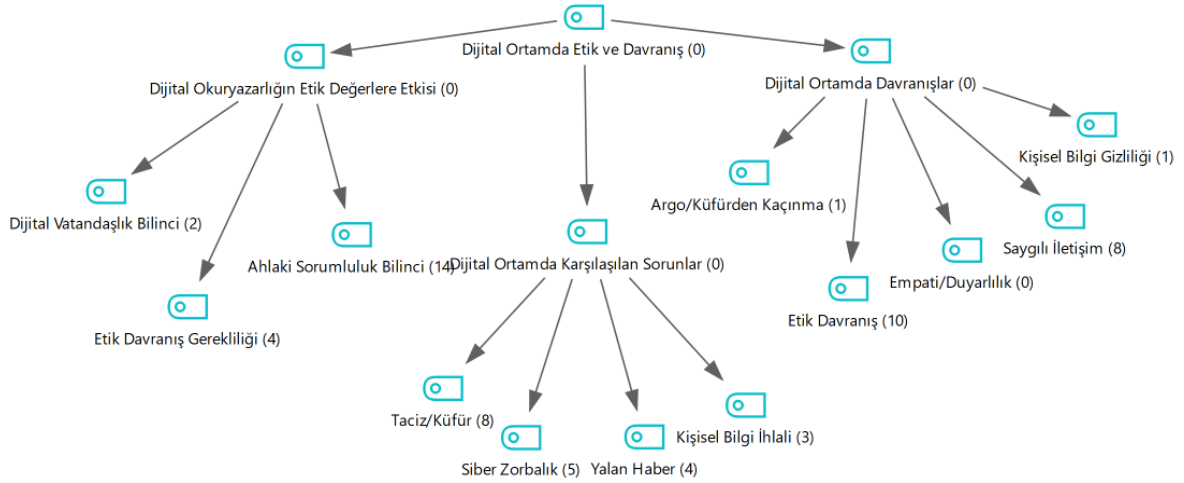 Dijital Ortamda Etik ve Davranış (0)
Dijital Okuryazarlığın Etik Değerlere Etkisi (0)
Dijital Ortamda Davranışlar (0)
Kişisel Bilgi Gizliliği (1)
Argo/Küfürden Kaçınma (1)
Dijital Vatandaşlık Bilinci (2)
Saygılı İletişim (8)
Ahlaki Sorumluluk Bilinci (14)
Dijital Ortamda Karşılaşılan Sorunlar (0)
Empati/Duyarlılık (0)
Etik Davranış (10)
Etik Davranış Gerekliliği (4)
Taciz/Küfür (8)
Kişisel Bilgi İhlali (3)
Siber Zorbalık (5)
Yalan Haber (4)